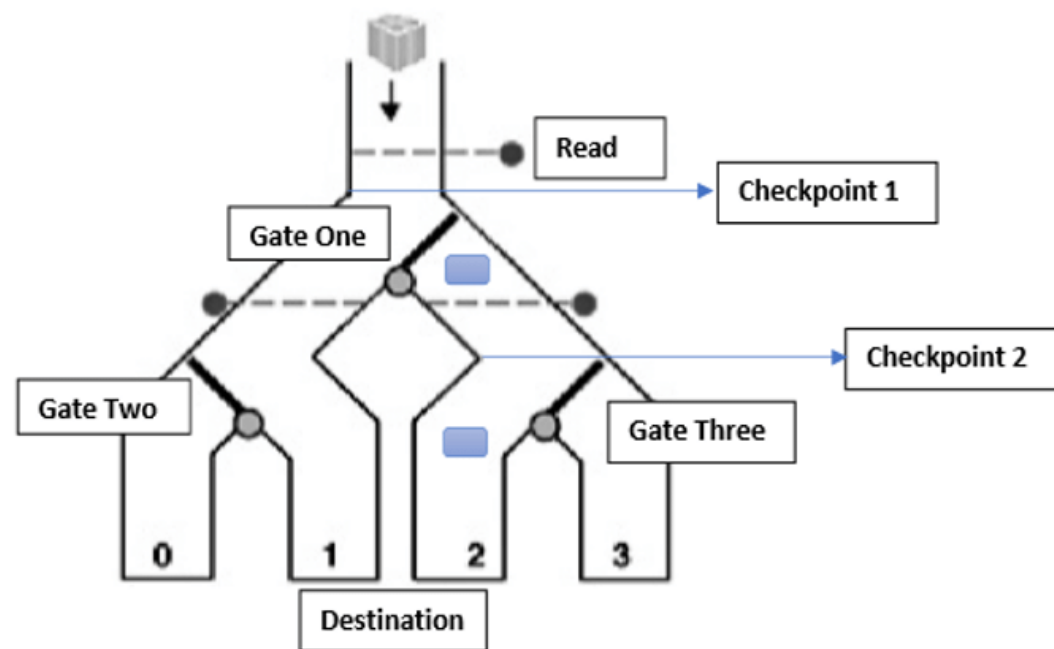 Read
Checkpoint 1
Gate One
Checkpoint 2
Gate Two
Gate Three
0
1
2
3
Destination